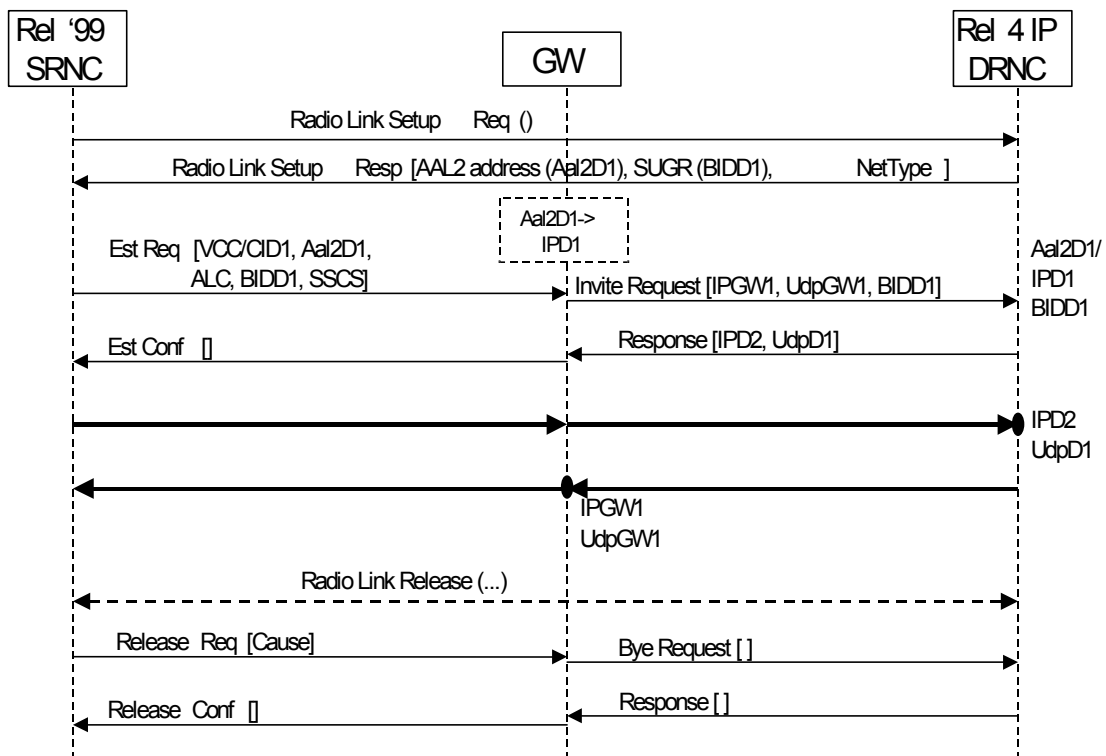 Rel '99
SRNC
GW
Rel 4 IP
DRNC
Radio Link Setup Req ()
Radio Link Setup Resp [AAL2 address (Aal2D1), SUGR (BIDD1), NetType ]
Aal2D1->
IPD1
Est Req [VCC/CID1, Aal2D1,
ALC, BIDD1, SSCS]
Invite Request [IPGW1, UdpGW1, BIDD1]
Aal2D1/
IPD1
BIDD1
Est Conf []
Response [IPD2, UdpD1]
IPD2
UdpD1
IPGW1
UdpGW1
Radio Link Release (...)
Release Req [Cause]
Bye Request [ ]
Release Conf []
Response [ ]